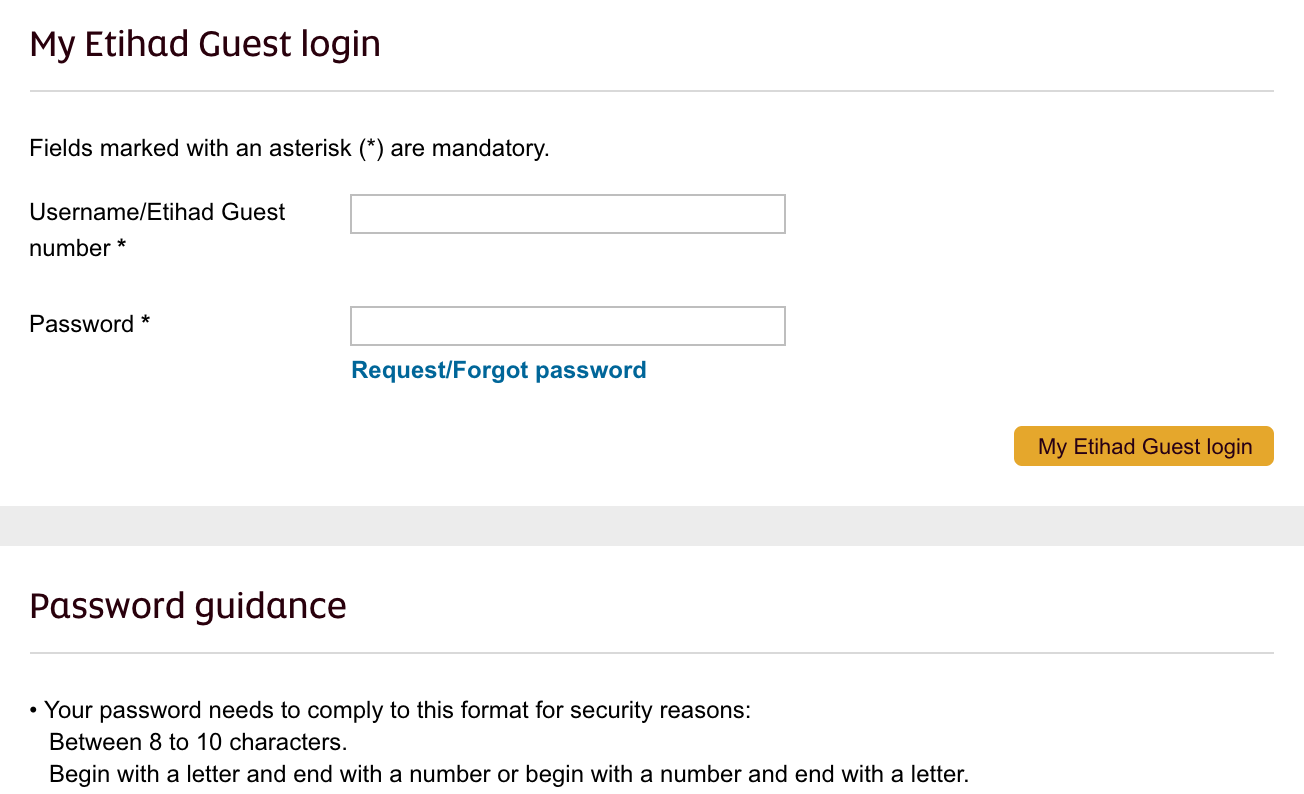 My Etihad Guest login
Fields marked with an asterisk (*) are mandatory.
Username/Etihad Guest
number *
Password *
Request/Forgot password
My Etihad Guest login
Password guidance
• Your password needs to comply to this format for security reasons:
Between 8 to 10 characters.
Begin with a letter and end with a number or begin with a number and end with a letter.